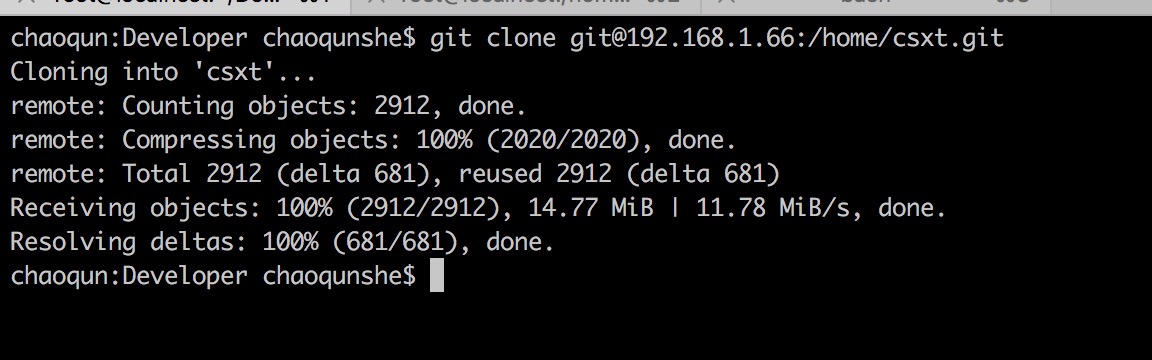 chaoqun:Developer chaoqunshe$ git clone git@192.168.1.66:/home/csxt.git
Cloning into 'csxt'...
remote: Counting objects: 2912, done.
remote: Compressing objects: 100% (2020/2020), done.
remote: Total 2912 (delta 681), reused 2912 (delta 681)
Receiving objects: 100% (2912/2912), 14.77 MiB | 11.78 MiB/s, done.
Resolving deltas: 100% (681/681), done.
chaoqun:Developer chaoqunshe$